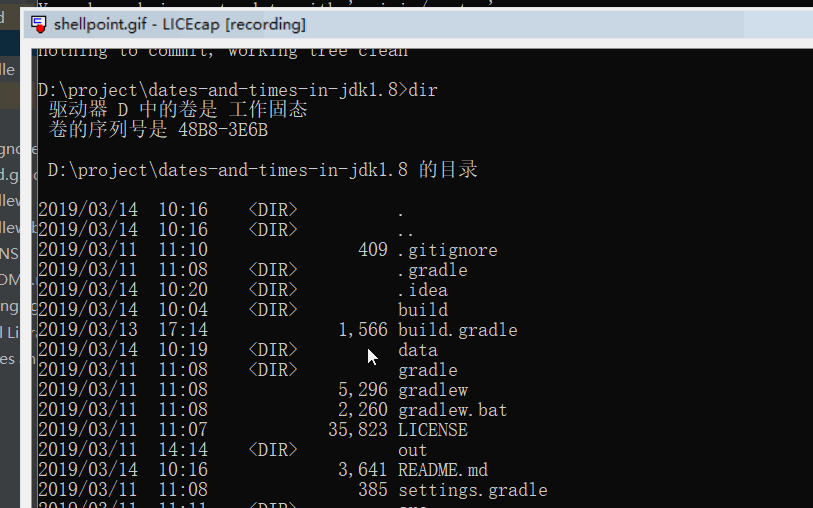 shellpoint.gif - LICEcap [recording]
nothing to commit, working tree clean
D:\project\dates-and-times-in-jdk1.8>dir
驱动器 D 中的卷是 工作固态
卷的序列号是 48B8-3E6B
D:\project\dates-and-times-in-jdk1.8 的目录
2019/03/14  10:16    <DIR>          .
2019/03/14  10:16    <DIR>          ..
2019/03/11  11:10               409 .gitignore
2019/03/11  11:08    <DIR>          .gradle
2019/03/14  10:20    <DIR>          .idea
2019/03/14  10:04    <DIR>          build
2019/03/13  17:14             1,566 build.gradle
2019/03/14  10:19    <DIR>          data
2019/03/11  11:08    <DIR>          gradle
2019/03/11  11:08             5,296 gradlew
2019/03/11  11:08             2,260 gradlew.bat
2019/03/11  11:07            35,823 LICENSE
2019/03/11  14:14    <DIR>          out
2019/03/14  10:16             3,641 README.md
2019/03/11  11:08               385 settings.gradle